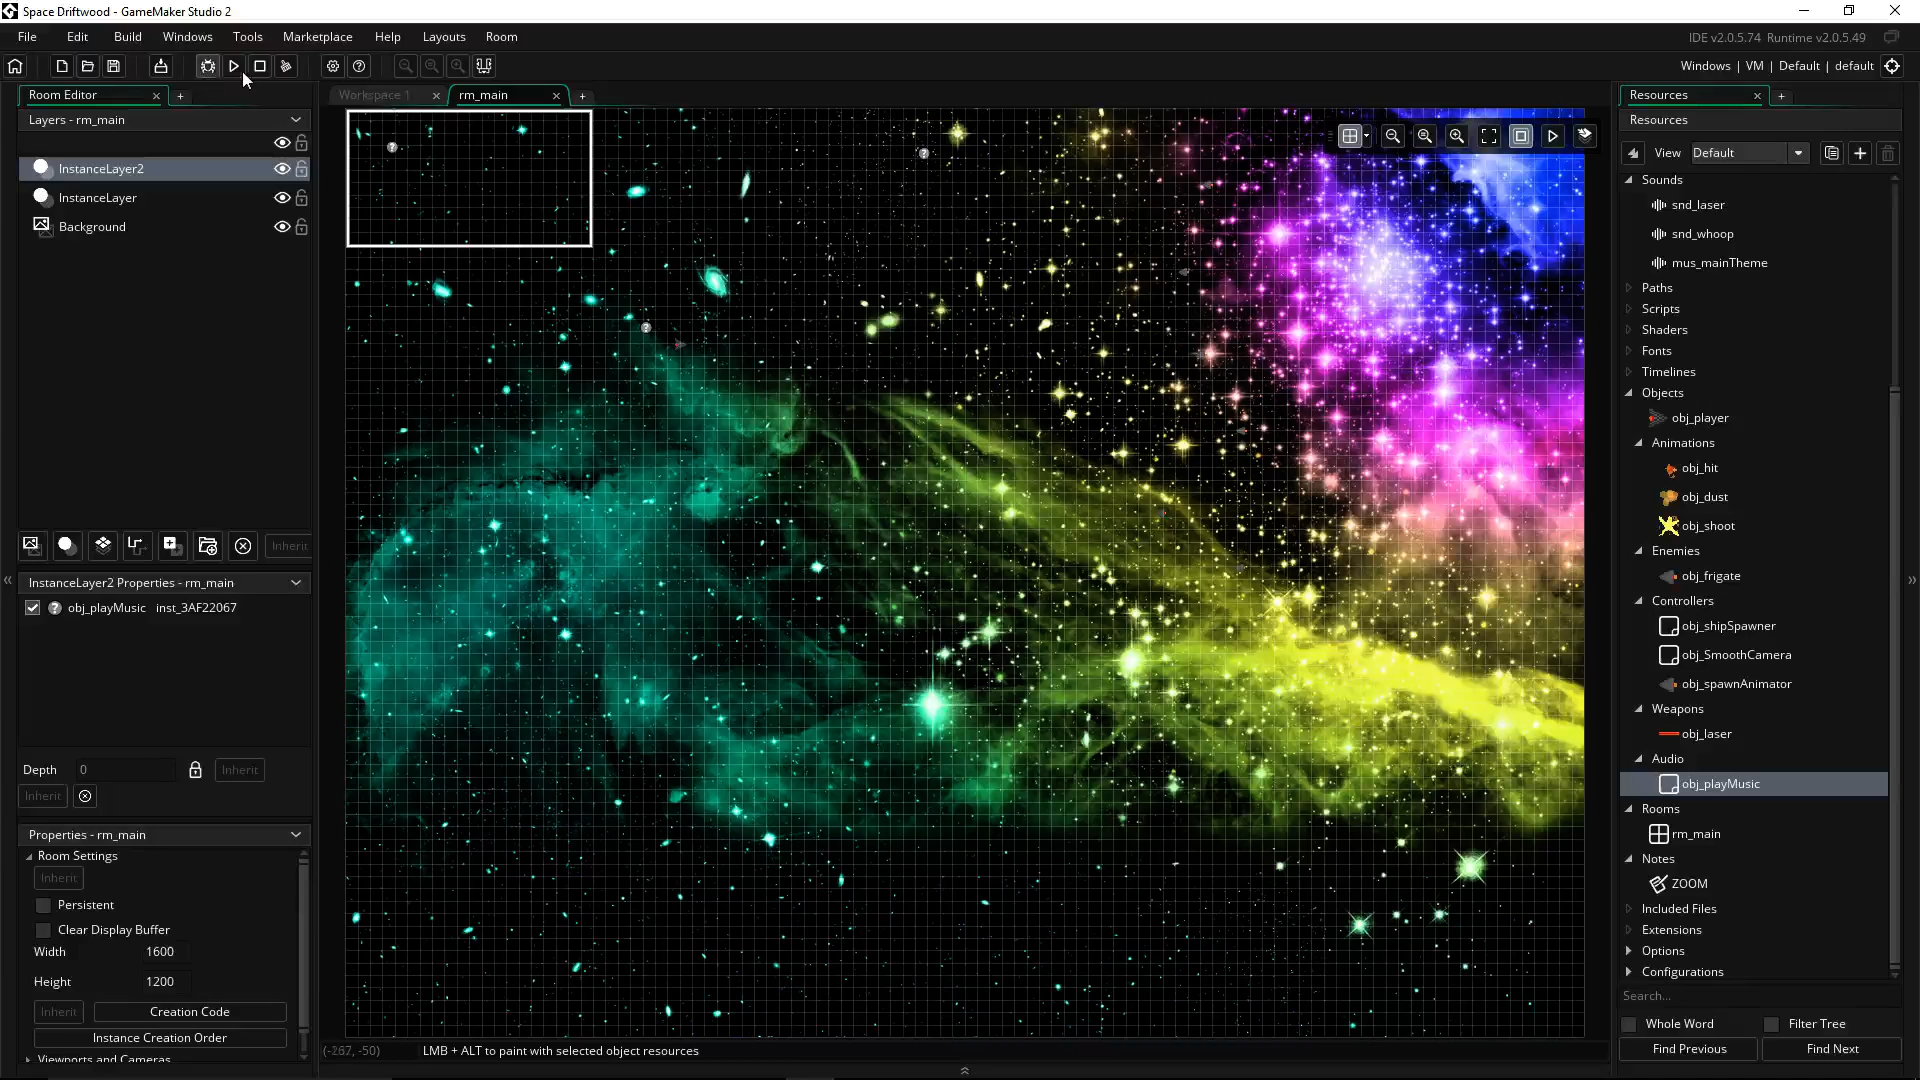 Space Driftwood - GameMaker Studio 2
File Edit Build Windows Tools Marketplace Help Layouts Room
IDE v2.0.5.74 Runtime v2.0.5.49
Windows | VM | Default | default
Room Editor
Layers - rm_main
InstanceLayer2
InstanceLayer
Background
Inherit
InstanceLayer2 Properties - rm_main
obj_playMusic inst_3AF22067
Depth 0 Inherit
Inherit
Properties - rm_main
Room Settings
Inherit
Persistent
Clear Display Buffer
Width 1600
Height 1200
Inherit Creation Code
Instance Creation Order
Viewports and Cameras
Workspace 1 rm_main
(-267, -50) LMB + ALT to paint with selected object resources
Resources
Resources
View Default
Sounds
snd_laser
snd_whoop
mus_mainTheme
Paths
Scripts
Shaders
Fonts
Timelines
Objects
obj_player
Animations
obj_hit
obj_dust
obj_shoot
Enemies
obj_frigate
Controllers
obj_shipSpawner
obj_SmoothCamera
obj_spawnAnimator
Weapons
obj_laser
Audio
obj_playMusic
Rooms
rm_main
Notes
ZOOM
Included Files
Extensions
Options
Configurations
Search...
Whole Word Filter Tree
Find Previous Find Next